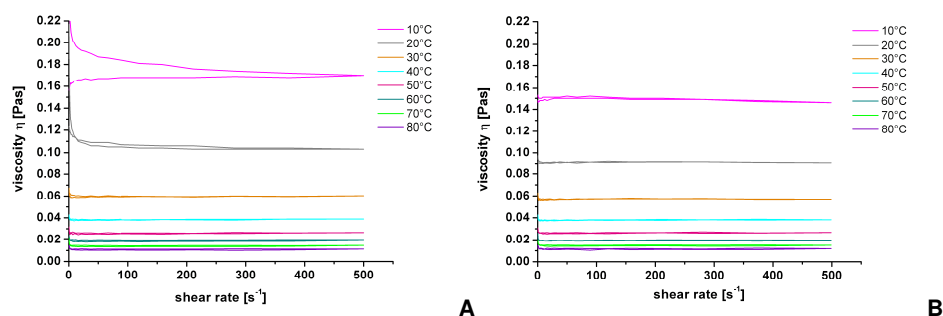 0.22
0.20
0.18
0.16
0.14
0.12
0.10
0.08
0.06
0.04
0.02
0.00
viscosity η [Pas]
0 100 200 300 400 500
shear rate [s⁻¹]
10°C
20°C
30°C
40°C
50°C
60°C
70°C
80°C
A
0.22
0.20
0.18
0.16
0.14
0.12
0.10
0.08
0.06
0.04
0.02
0.00
viscosity η [Pas]
0 100 200 300 400 500
shear rate [s⁻¹]
10°C
20°C
30°C
40°C
50°C
60°C
70°C
80°C
B